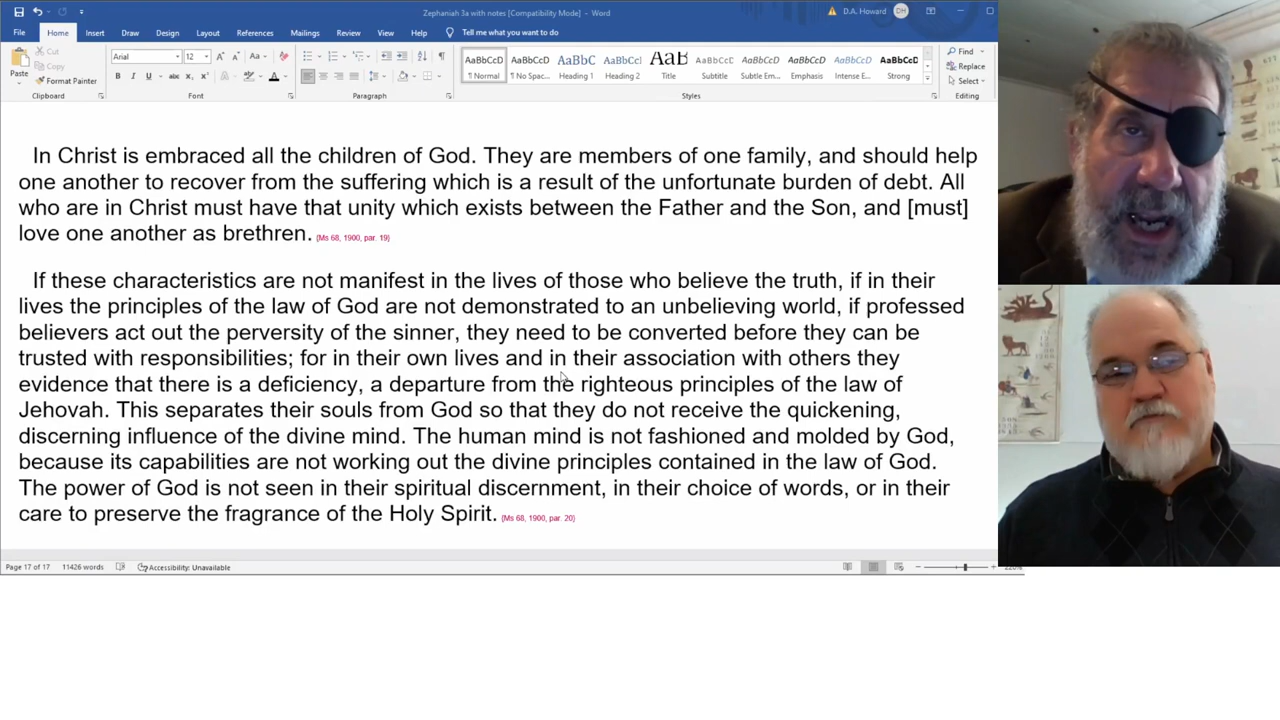 Zephaniah 3a with notes [Compatibility Mode] - Word
D.A. Howard DH
File Home Insert Draw Design Layout References Mailings Review View Help Tell me what you want to do
Paste
Cut
Copy
Format Painter
Clipboard
Arial 12
Font
Paragraph
AaBbCcD AaBbCcD AaBbC AaBbCc AaB AaBbCcD AaBbCcD AaBbCcD AaBbCcD AaBbCcD
¶ Normal ¶ No Spac... Heading 1 Heading 2 Title Subtitle Subtle Em... Emphasis Intense E... Strong
Styles
Find
Replace
Select
Editing
In Christ is embraced all the children of God. They are members of one family, and should help
one another to recover from the suffering which is a result of the unfortunate burden of debt. All
who are in Christ must have that unity which exists between the Father and the Son, and [must]
love one another as brethren. {Ms 68, 1900, par. 19}
If these characteristics are not manifest in the lives of those who believe the truth, if in their
lives the principles of the law of God are not demonstrated to an unbelieving world, if professed
believers act out the perversity of the sinner, they need to be converted before they can be
trusted with responsibilities; for in their own lives and in their association with others they
evidence that there is a deficiency, a departure from the righteous principles of the law of
Jehovah. This separates their souls from God so that they do not receive the quickening,
discerning influence of the divine mind. The human mind is not fashioned and molded by God,
because its capabilities are not working out the divine principles contained in the law of God.
The power of God is not seen in their spiritual discernment, in their choice of words, or in their
care to preserve the fragrance of the Holy Spirit. {Ms 68, 1900, par. 20}
Page 17 of 17 11426 words Accessibility: Unavailable